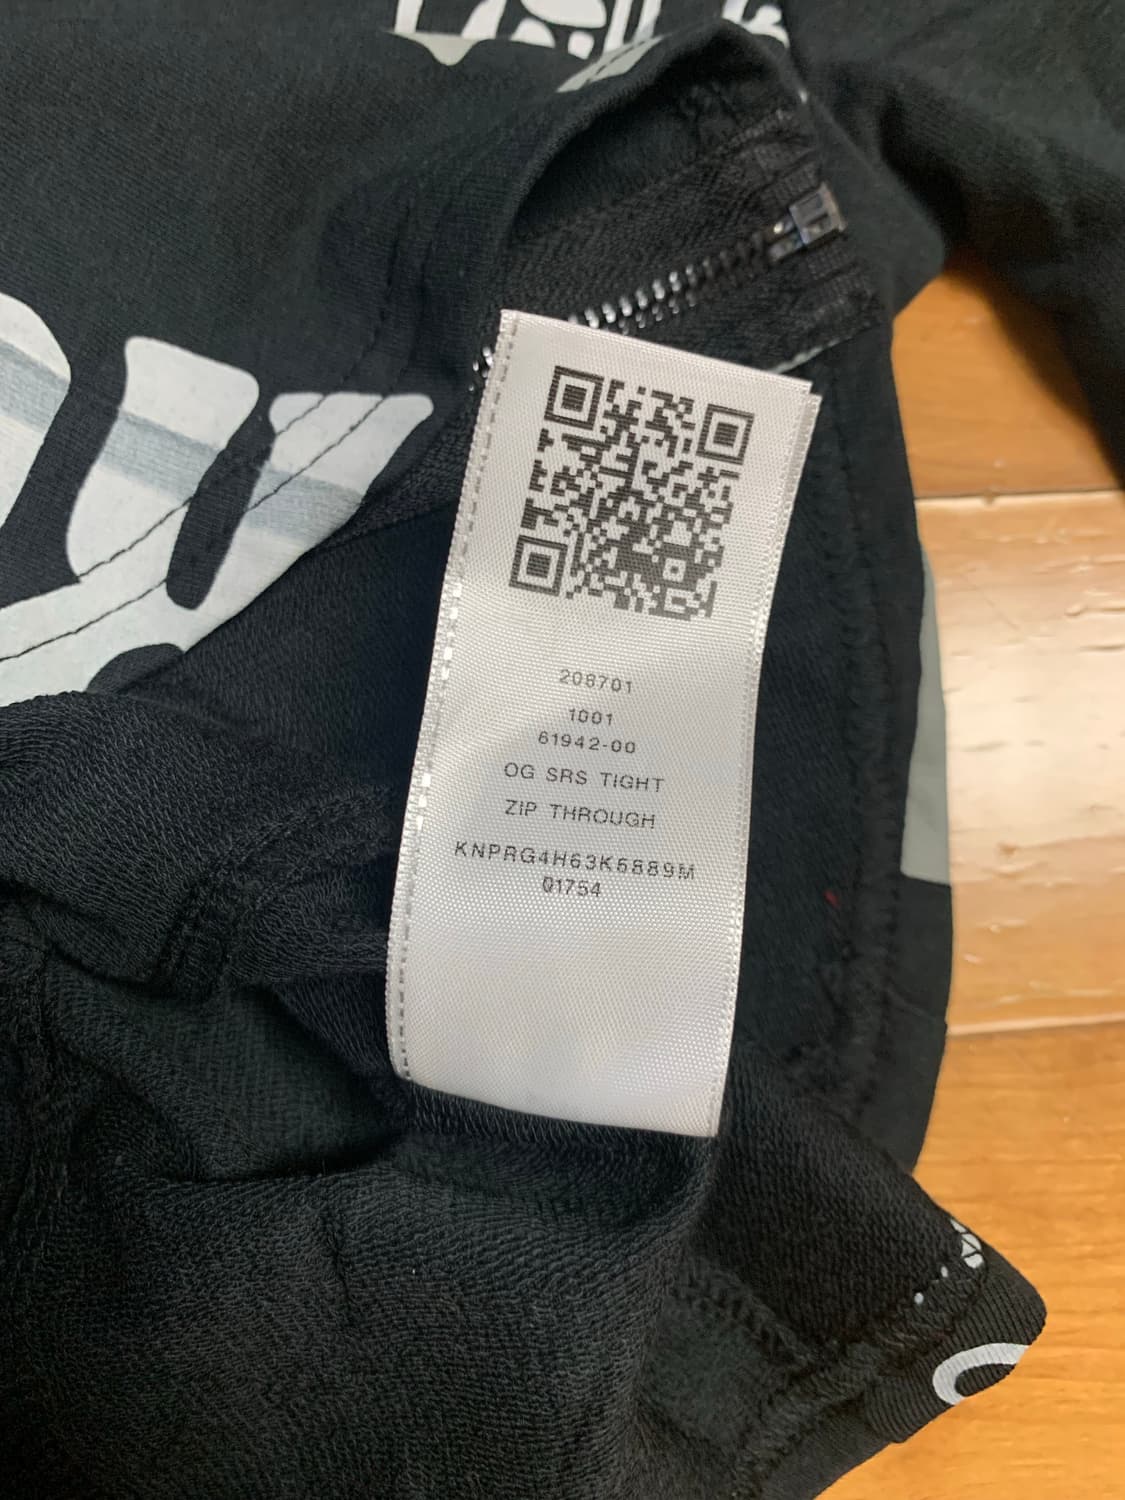 208701
1001
61942-00
OG SRS TIGHT
ZIP THROUGH
KNPRG4H63K5889M
01754